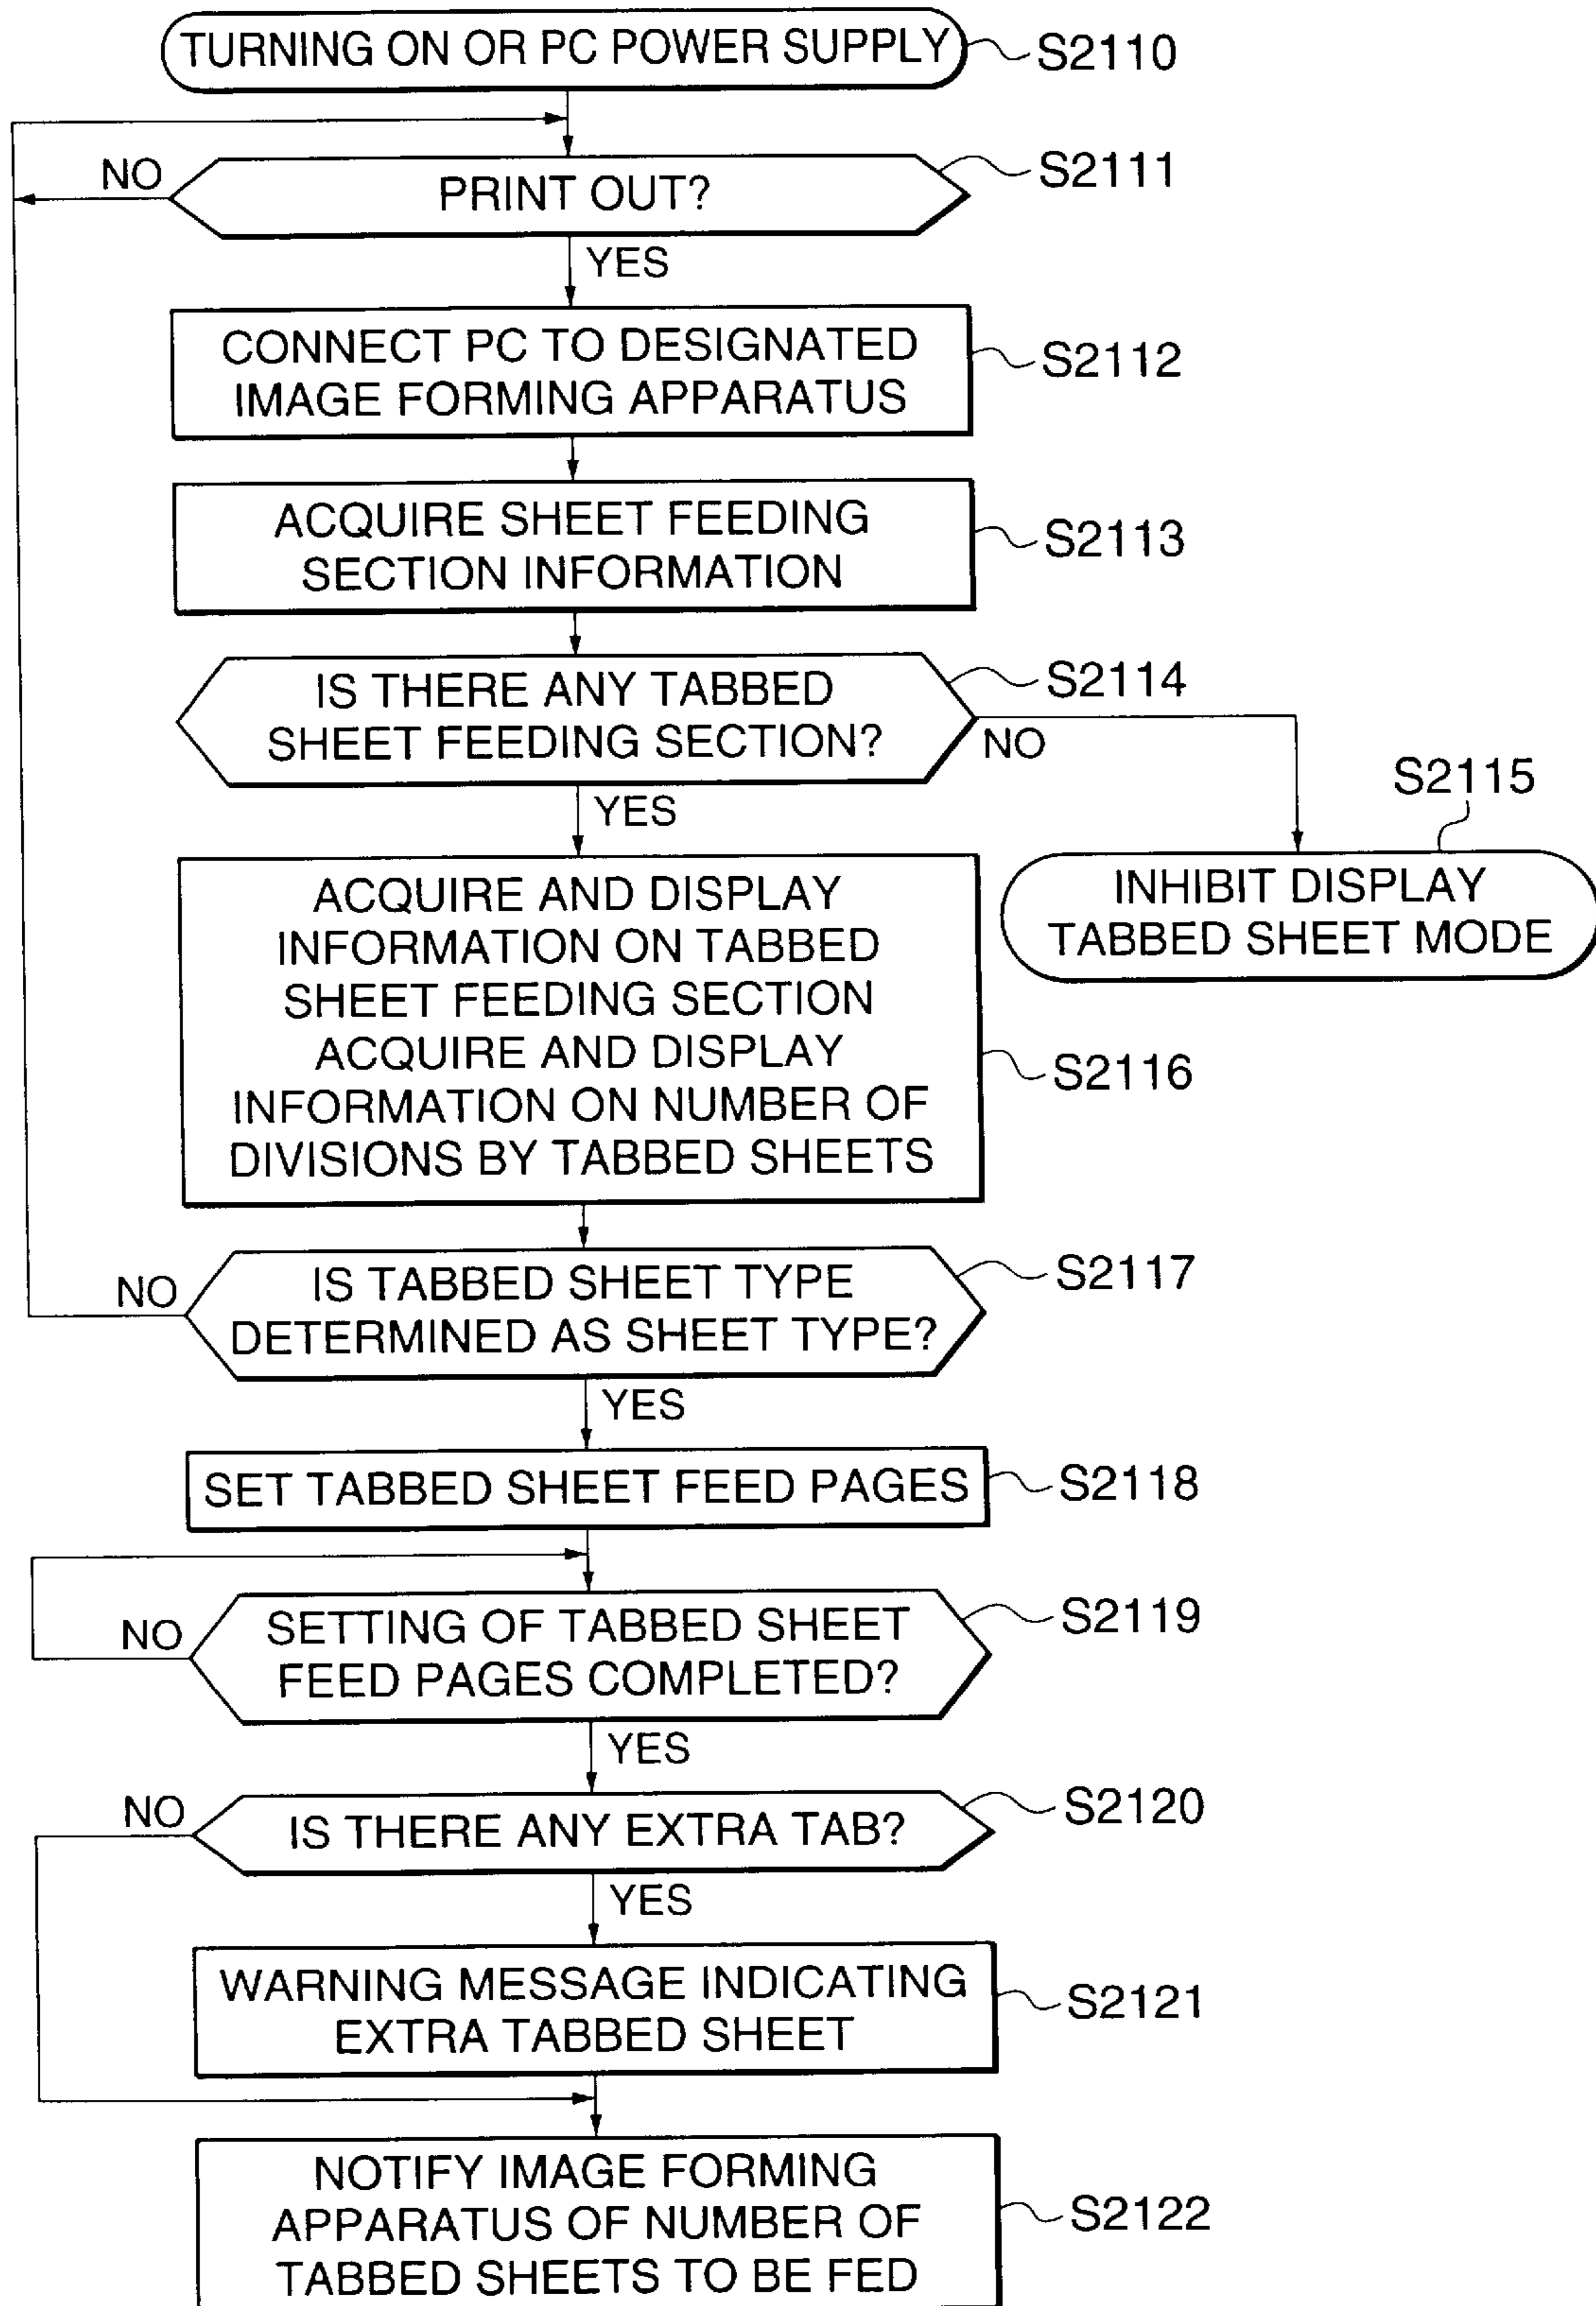 TURNING ON OR PC POWER SUPPLY
S2110
NO
PRINT OUT?
S2111
YES
CONNECT PC TO DESIGNATED
IMAGE FORMING APPARATUS
S2112
ACQUIRE SHEET FEEDING
SECTION INFORMATION
S2113
IS THERE ANY TABBED
SHEET FEEDING SECTION?
S2114
NO
YES
S2115
INHIBIT DISPLAY
TABBED SHEET MODE
ACQUIRE AND DISPLAY
INFORMATION ON TABBED
SHEET FEEDING SECTION
ACQUIRE AND DISPLAY
INFORMATION ON NUMBER OF
DIVISIONS BY TABBED SHEETS
S2116
NO
IS TABBED SHEET TYPE
DETERMINED AS SHEET TYPE?
S2117
YES
SET TABBED SHEET FEED PAGES
S2118
NO
SETTING OF TABBED SHEET
FEED PAGES COMPLETED?
S2119
YES
NO
IS THERE ANY EXTRA TAB?
S2120
YES
WARNING MESSAGE INDICATING
EXTRA TABBED SHEET
S2121
NOTIFY IMAGE FORMING
APPARATUS OF NUMBER OF
TABBED SHEETS TO BE FED
S2122